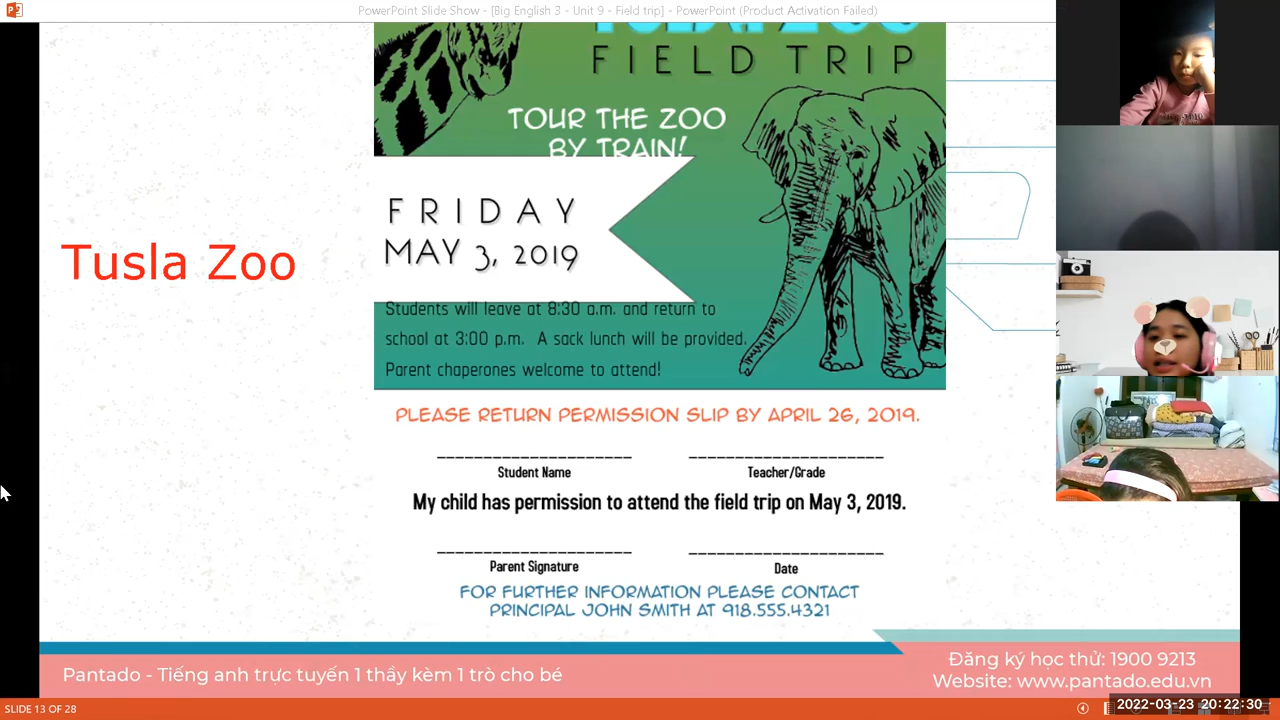 PowerPoint Slide Show - [Big English 3 - Unit 9 - Field trip] - PowerPoint (Product Activation Failed)
FIELD TRIP
TOUR THE ZOO
BY TRAIN!
FRIDAY
MAY 3, 2019
Tusla Zoo
Students will leave at 8:30 a.m. and return to
school at 3:00 p.m. A sack lunch will be provided.
Parent chaperones welcome to attend!
PLEASE RETURN PERMISSION SLIP BY APRIL 26, 2019.
Student Name
Teacher/Grade
My child has permission to attend the field trip on May 3, 2019.
Parent Signature
Date
FOR FURTHER INFORMATION PLEASE CONTACT
PRINCIPAL JOHN SMITH AT 918.555.4321
Pantado - Tiếng anh trực tuyến 1 thầy kèm 1 trò cho bé
Đăng ký học thử: 1900 9213
Website: www.pantado.edu.vn
SLIDE 13 OF 28
2022-03-23 20:22:30